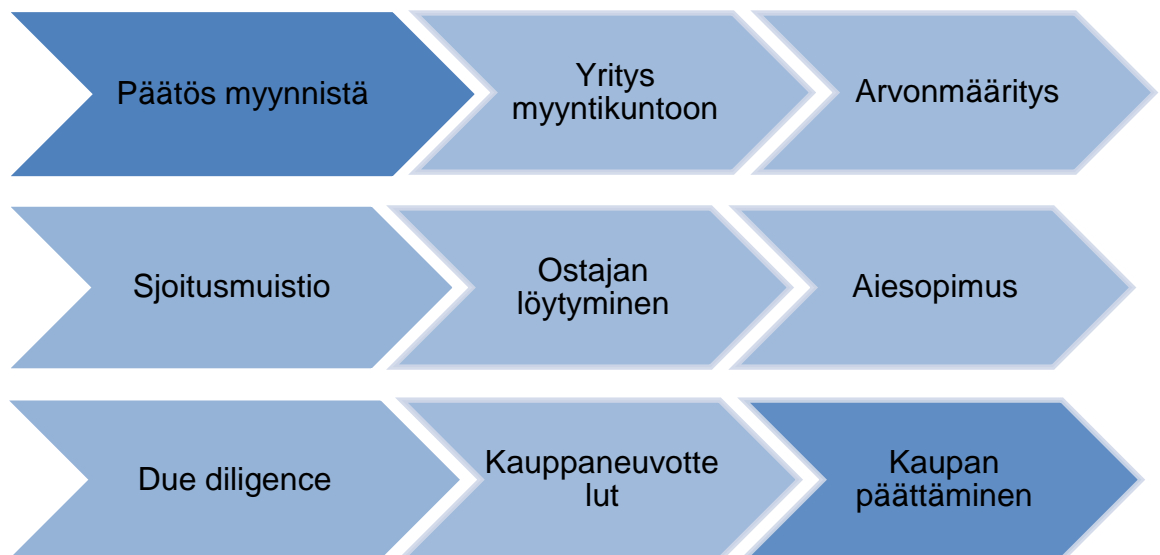 Päätös myynnistä
Yritys
myyntikuntoon
Arvonmääritys
Sjoitusmuistio
Ostajan
löytyminen
Aiesopimus
Due diligence
Kauppaneuvotte
lut
Kaupan
päättäminen